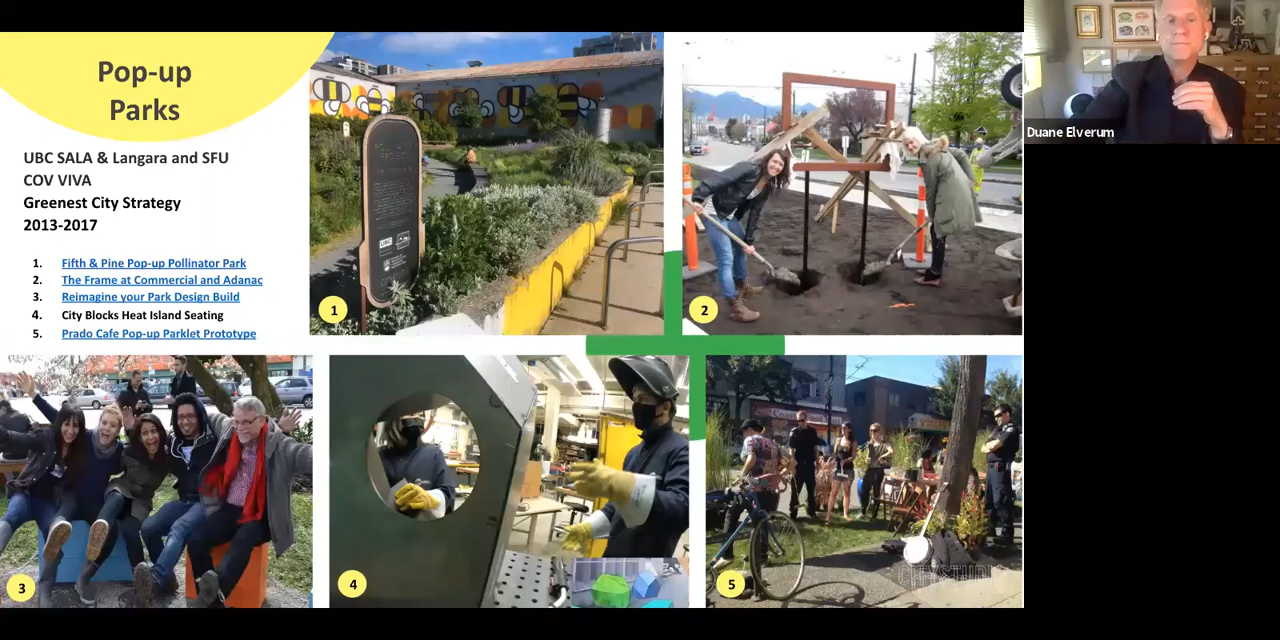 Pop-up
Parks
UBC SALA & Langara and SFU
COV VIVA
Greenest City Strategy
2013-2017
1. Fifth & Pine Pop-up Pollinator Park
2. The Frame at Commercial and Adanac
3. Reimagine your Park Design Build
4. City Blocks Heat Island Seating
5. Prado Cafe Pop-up Parklet Prototype
1
UBC
2
3
4
5
CITYSTUDIO
Duane Elverum